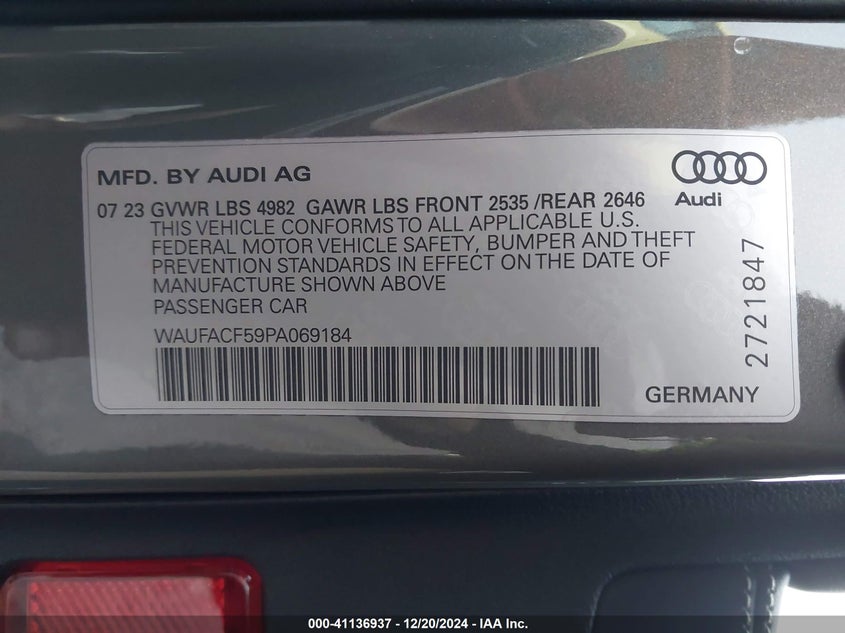 MFD. BY AUDI AG
Audi
07 23 GVWR LBS 4982 GAWR LBS FRONT 2535 /REAR 2646
THIS VEHICLE CONFORMS TO ALL APPLICABLE U.S.
FEDERAL MOTOR VEHICLE SAFETY, BUMPER AND THEFT
PREVENTION STANDARDS IN EFFECT ON THE DATE OF
MANUFACTURE SHOWN ABOVE
PASSENGER CAR
WAUFACF59PA069184
2721847
GERMANY
000-41136937 - 12/20/2024 - IAA Inc.